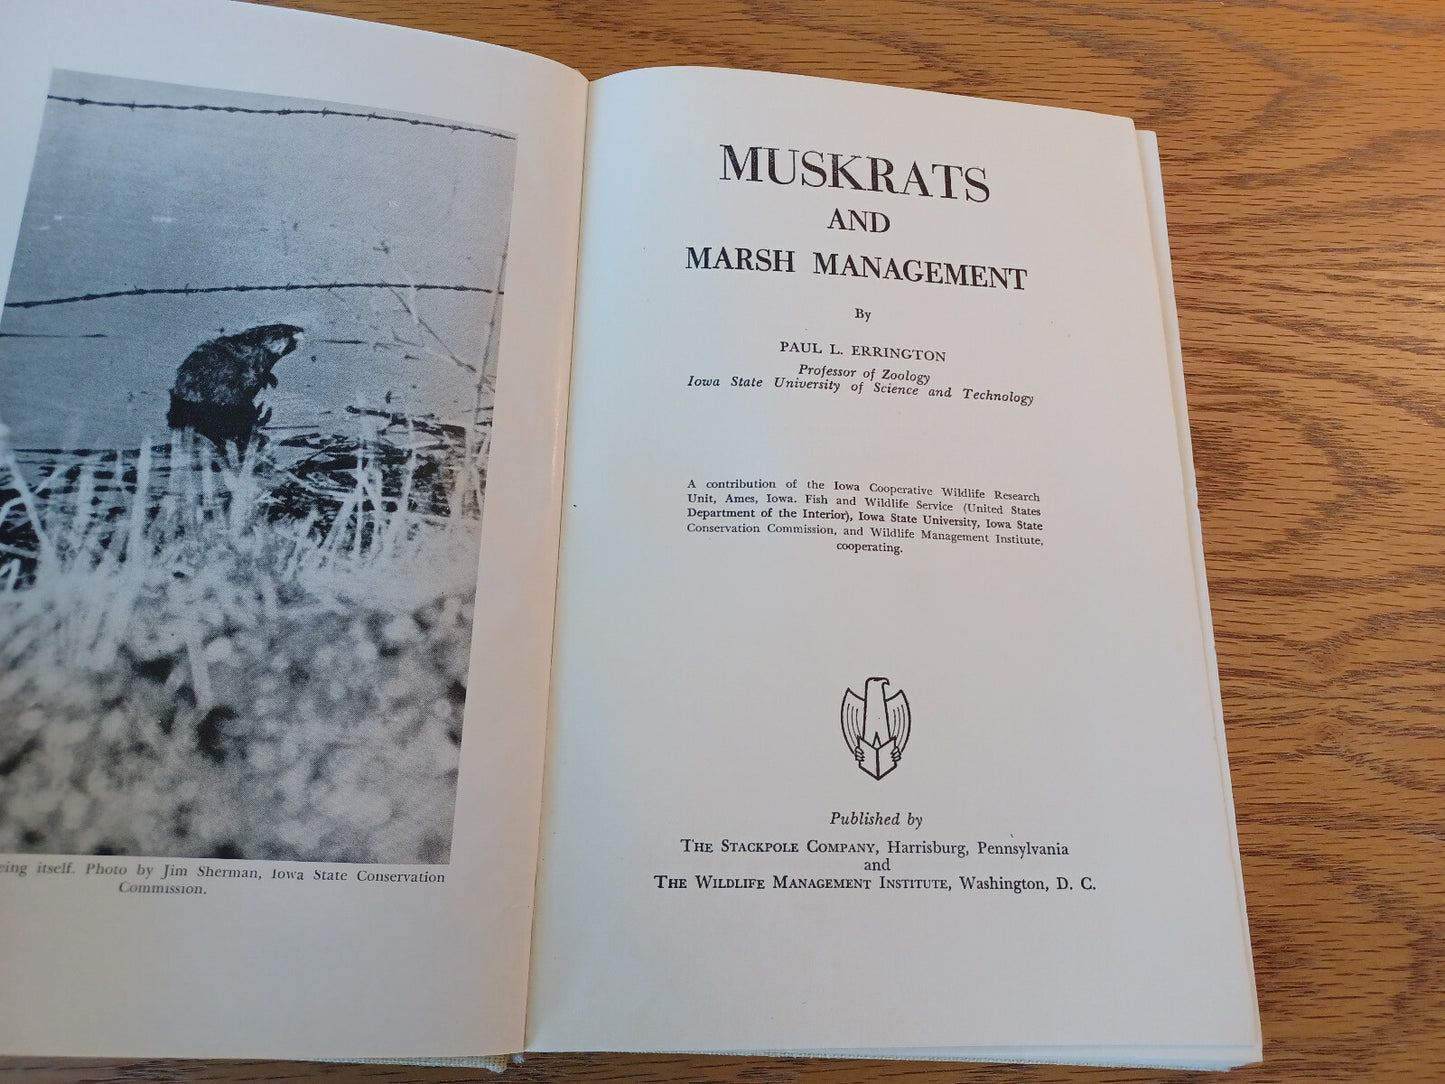 itself. Photo by Jim Sherman, Iowa State Conservation
Commission.
MUSKRATS
AND
MARSH MANAGEMENT
By
PAUL L. ERRINGTON
Professor of Zoology
Iowa State University of Science and Technology
A contribution of the Iowa Cooperative Wildlife Research
Unit, Ames, Iowa. Fish and Wildlife Service (United States
Department of the Interior), Iowa State University, Iowa State
Conservation Commission, and Wildlife Management Institute,
cooperating.
Published by
THE STACKPOLE COMPANY, Harrisburg, Pennsylvania
and
THE WILDLIFE MANAGEMENT INSTITUTE, Washington, D. C.